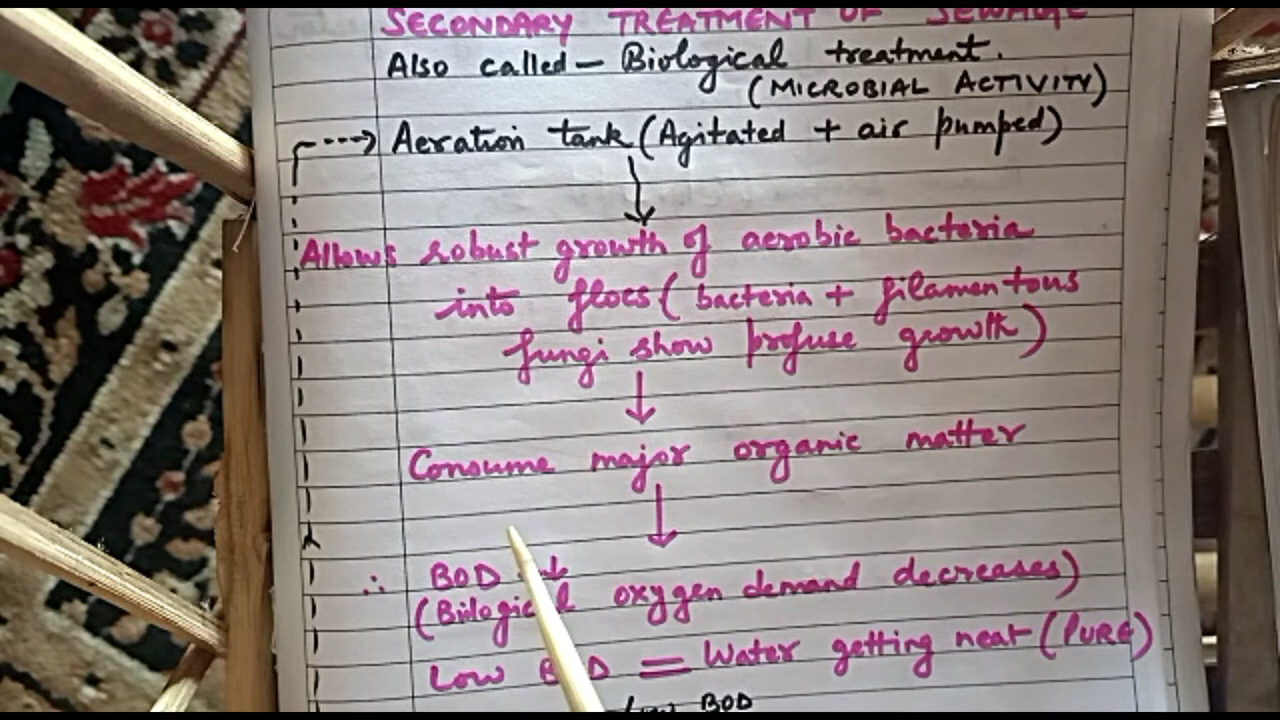 SECONDARY TREATMENT OF SEWAGE
Also called - Biological treatment.
(MICROBIAL ACTIVITY)
Aeration tank (Agitated + air pumped)
Allows robust growth of aerobic bacteria
into flocs (bacteria + filamentous
fungi show profuse growth)
Consume major organic matter
∴ BOD ↓
(Biological oxygen demand decreases)
Low BOD = Water getting neat (PURE)
low BOD